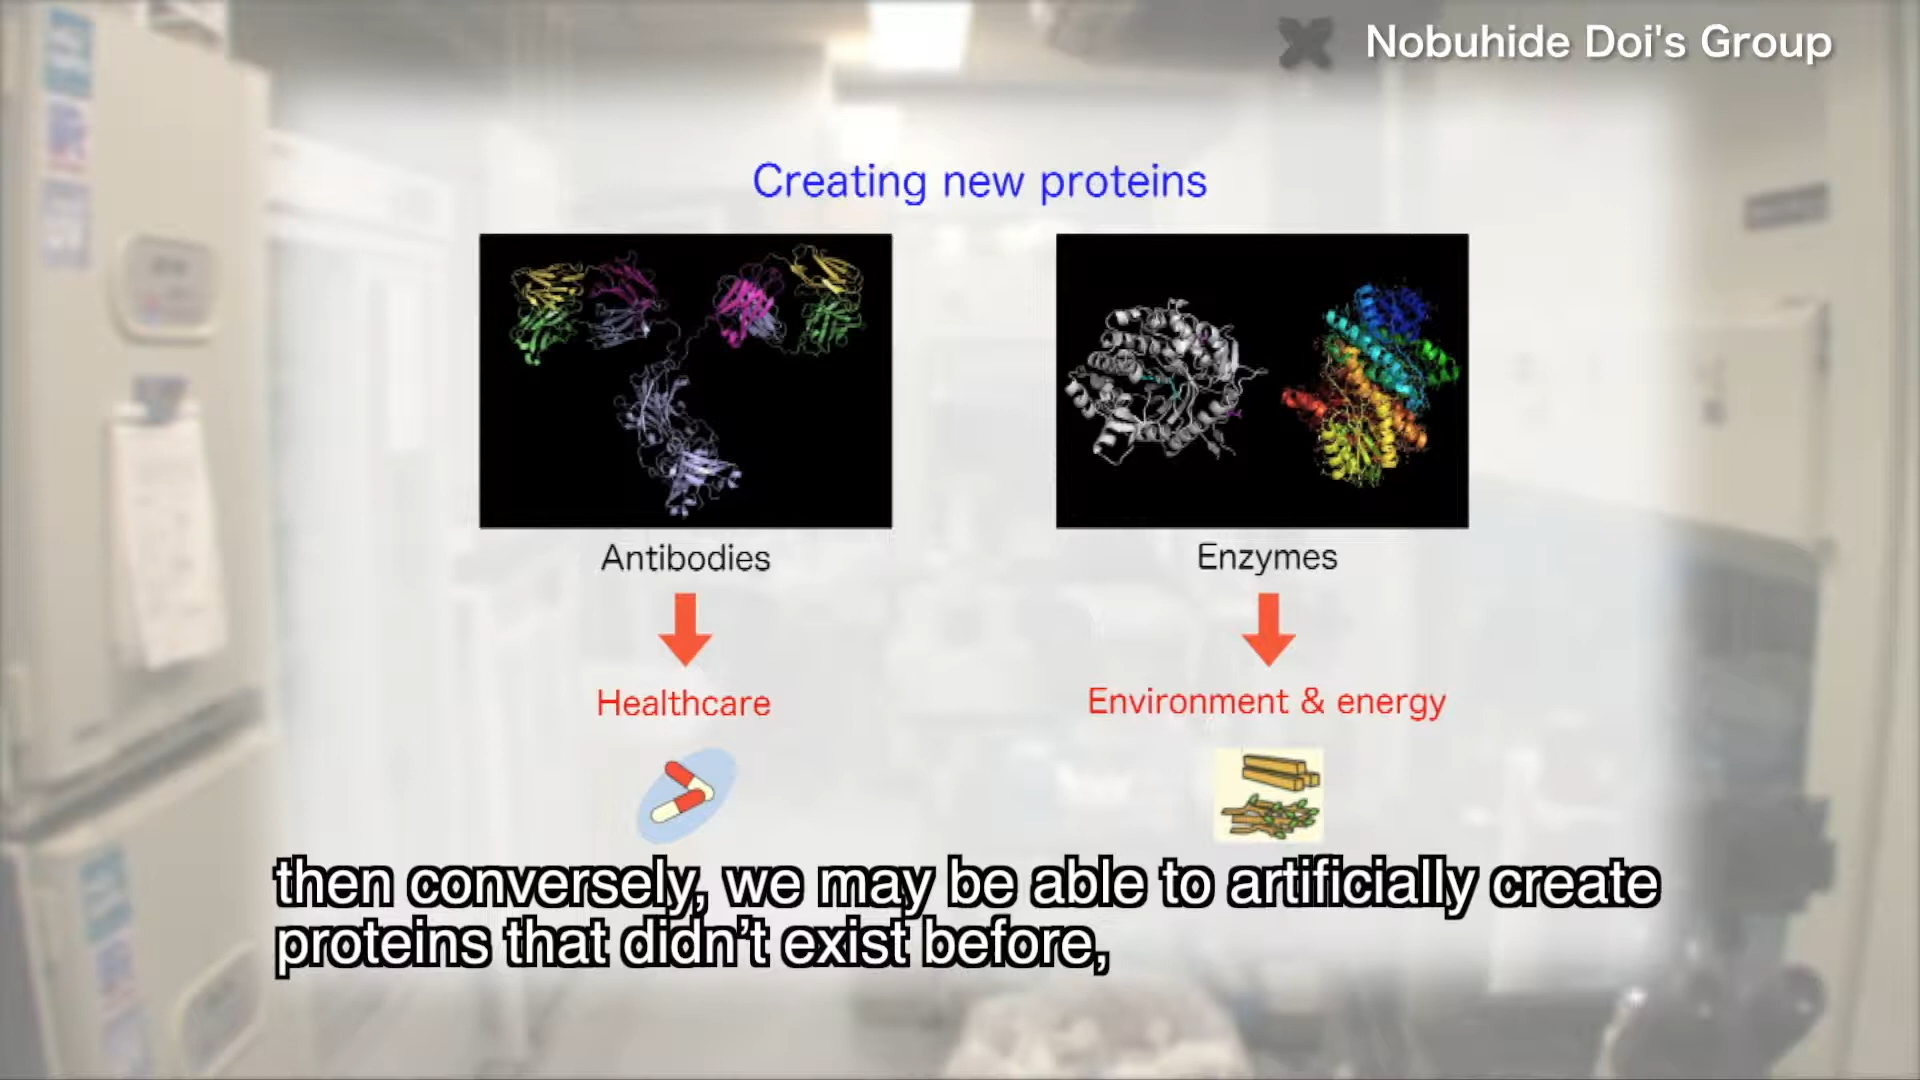 Nobuhide Doi's Group
Creating new proteins
Antibodies
Enzymes
Healthcare
Environment & energy
then conversely, we may be able to artificially create
proteins that didn't exist before,